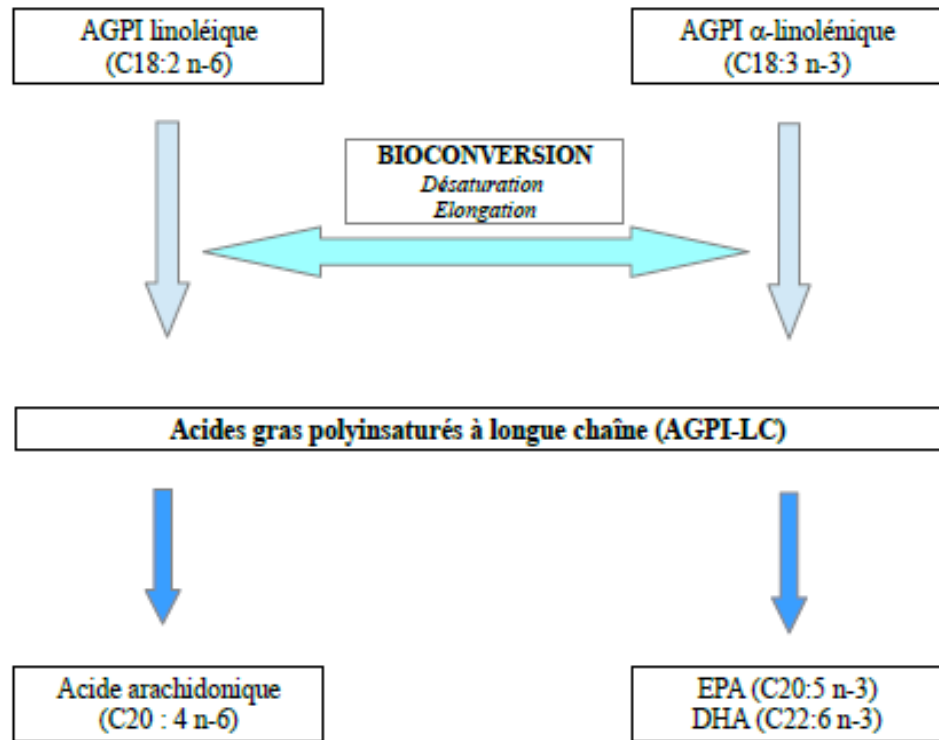 AGPI linoléique
(C18:2 n-6)
AGPI α-linolénique
(C18:3 n-3)
BIOCONVERSION
Désaturation
Elongation
Acides gras polyinsaturés à longue chaîne (AGPI-LC)
Acide arachidonique
(C20 : 4 n-6)
EPA (C20:5 n-3)
DHA (C22:6 n-3)